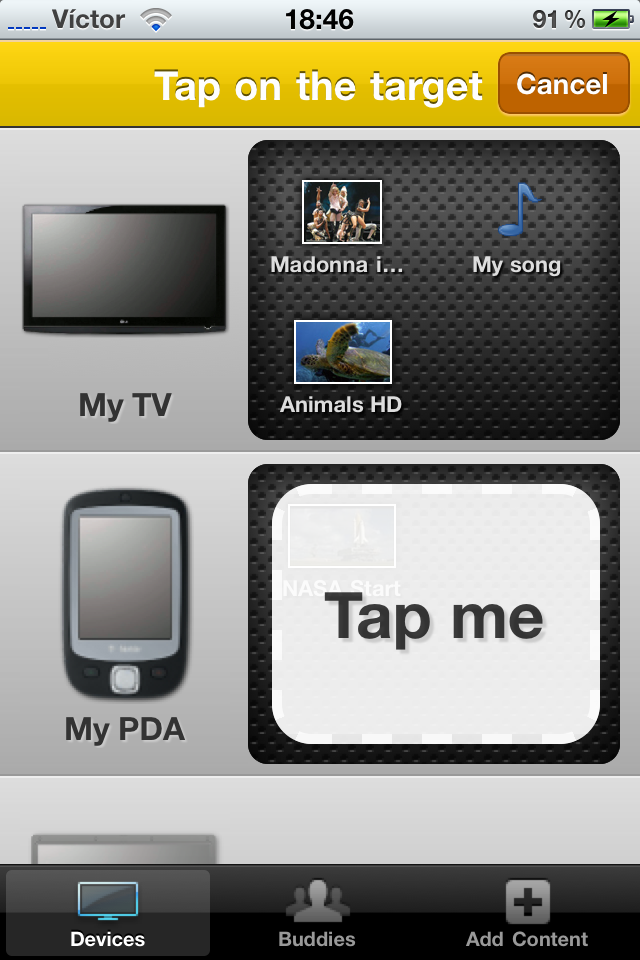 Víctor 18:46 91 %
Tap on the target Cancel
Madonna i... My song
Animals HD
My TV
NASA Start
Tap me
My PDA
Devices Buddies Add Content